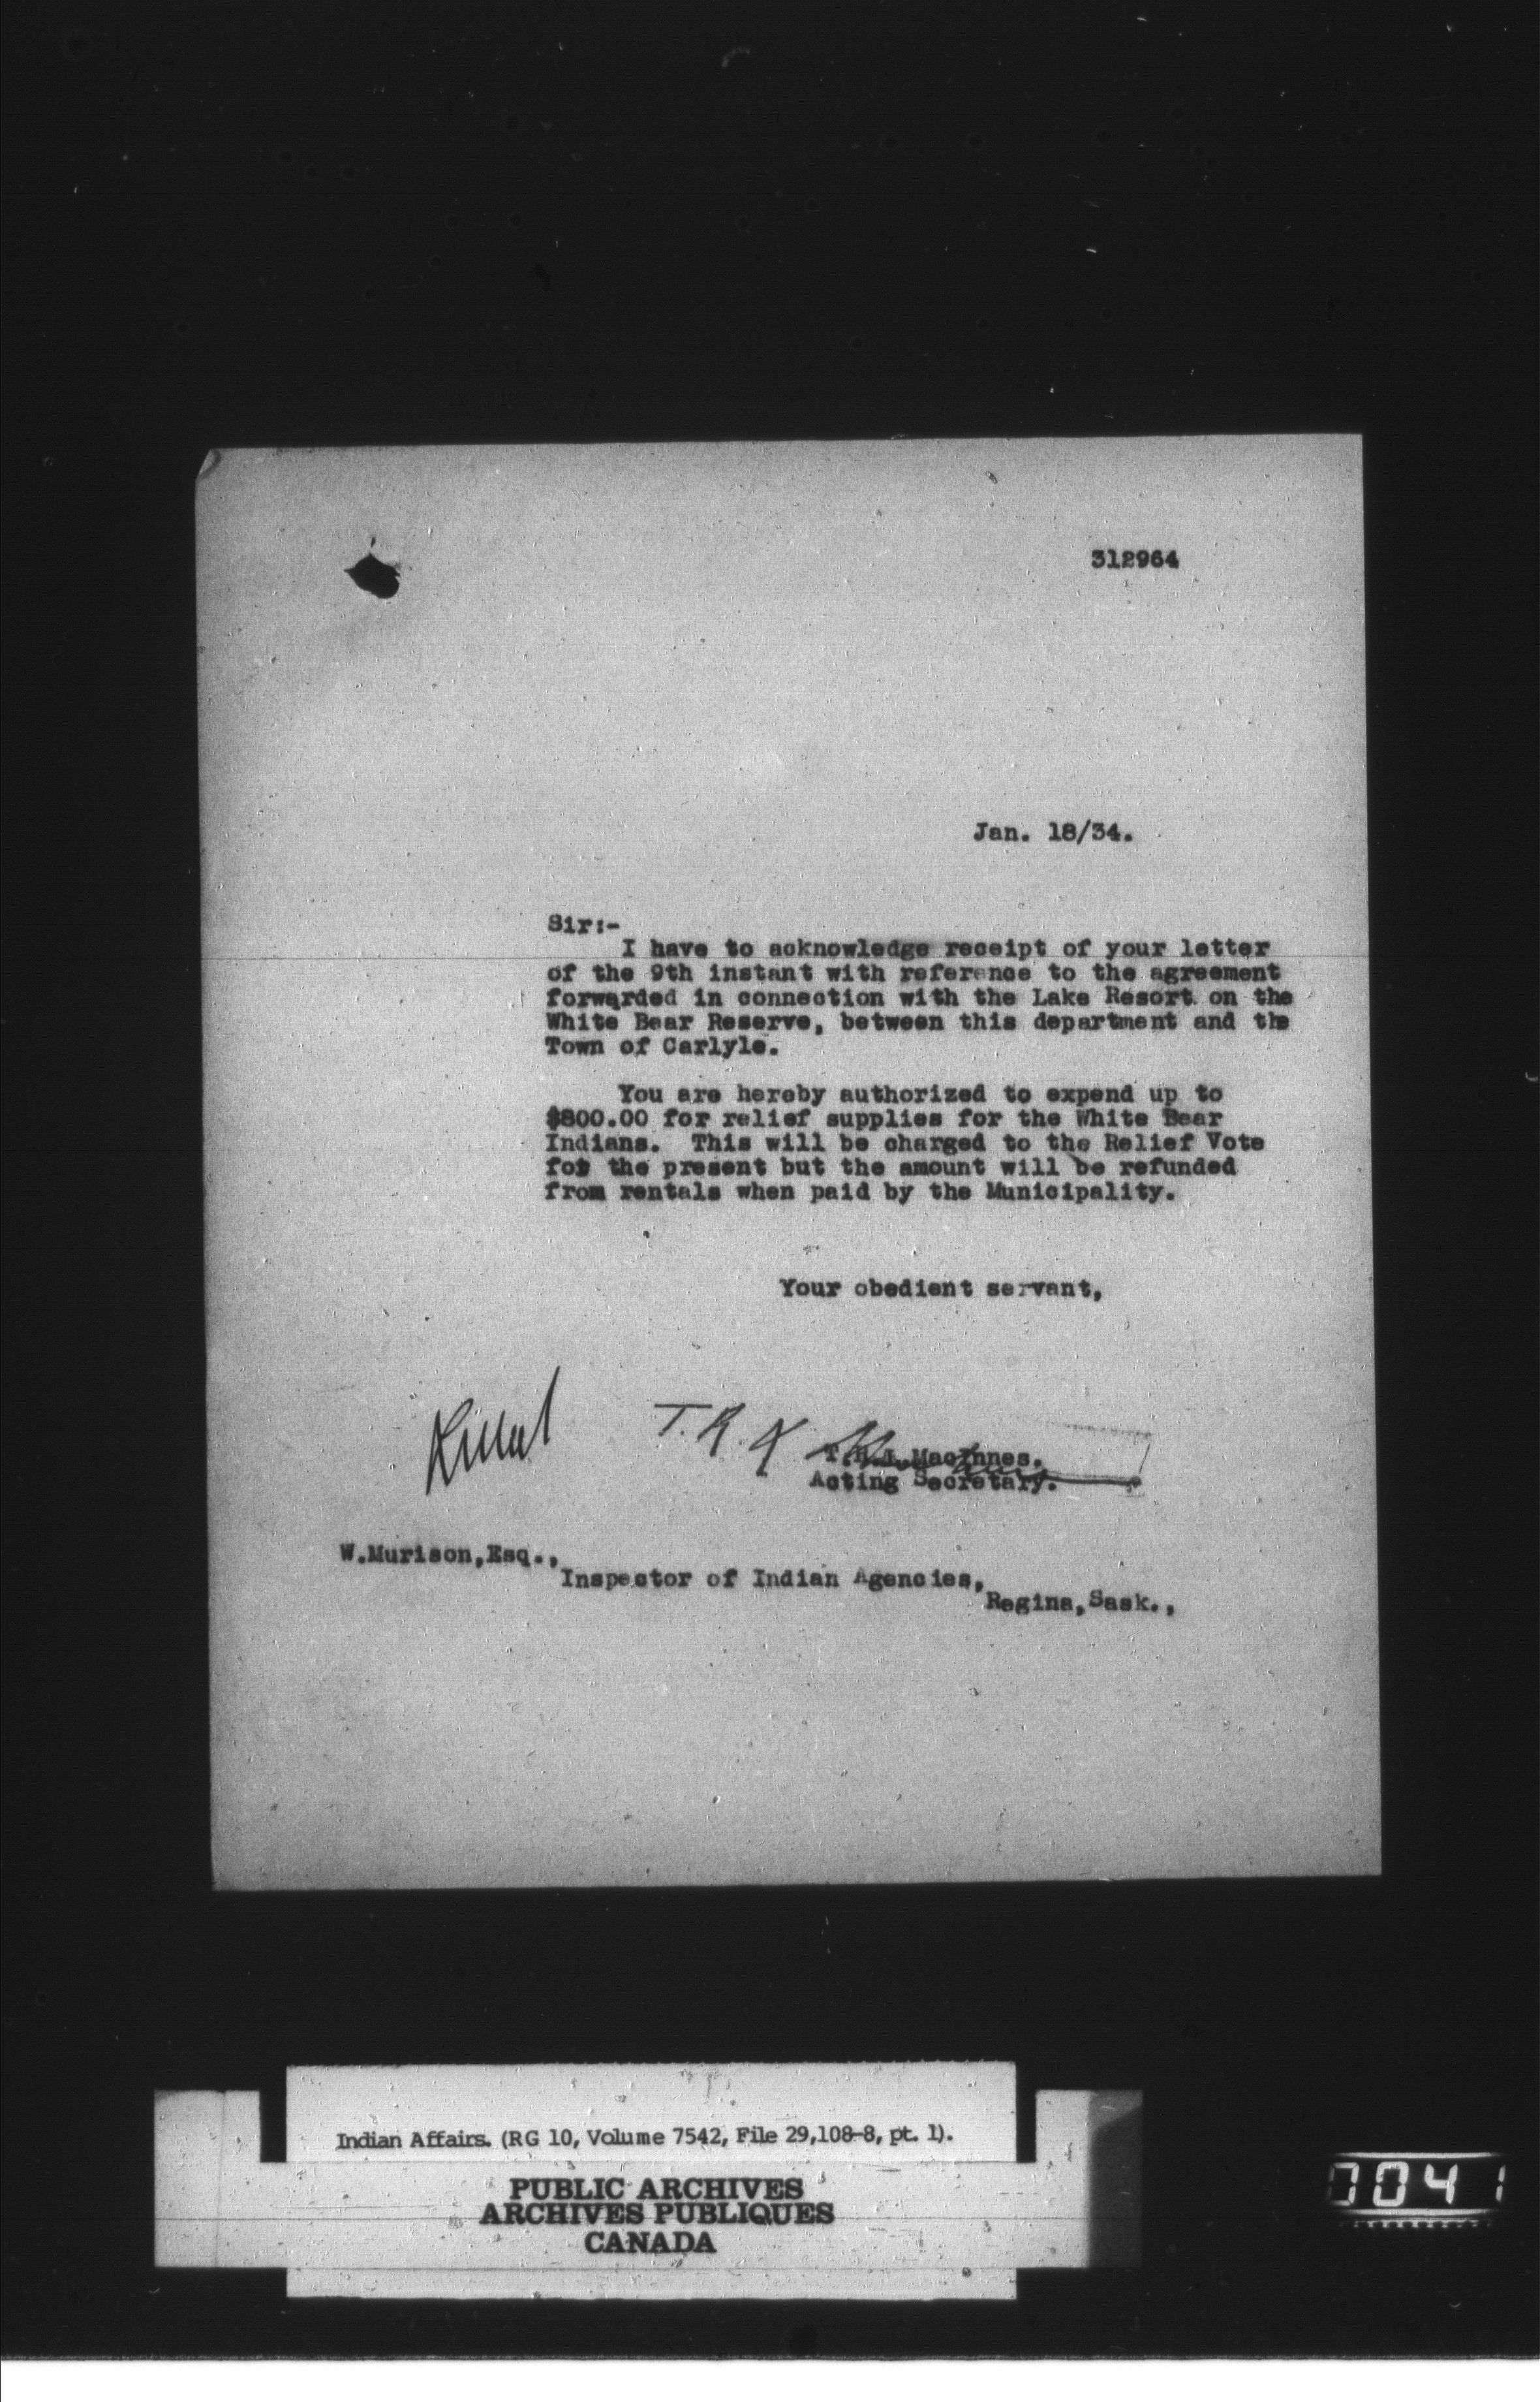 312964
Jan. 18/34.
Sir:-
I have to acknowledge receipt of your letter
of the 9th instant with reference to the agreement
forwarded in connection with the Lake Resort on the
White Bear Reserve, between this department and the
Town of Carlyle.
You are hereby authorized to expend up to
$800.00 for relief supplies for the White Bear
Indians. This will be charged to the Relief Vote
for the present but the amount will be refunded
from rentals when paid by the Municipality.
Your obedient servant,
T.R.L.MacInnes.
Acting Secretary.
W.Murison,Esq.,
Inspector of Indian Agencies,
Regina,Sask.,
Indian Affairs. (RG 10, Volume 7542, File 29,108-8, pt. 1).
PUBLIC ARCHIVES
ARCHIVES PUBLIQUES
CANADA
0041